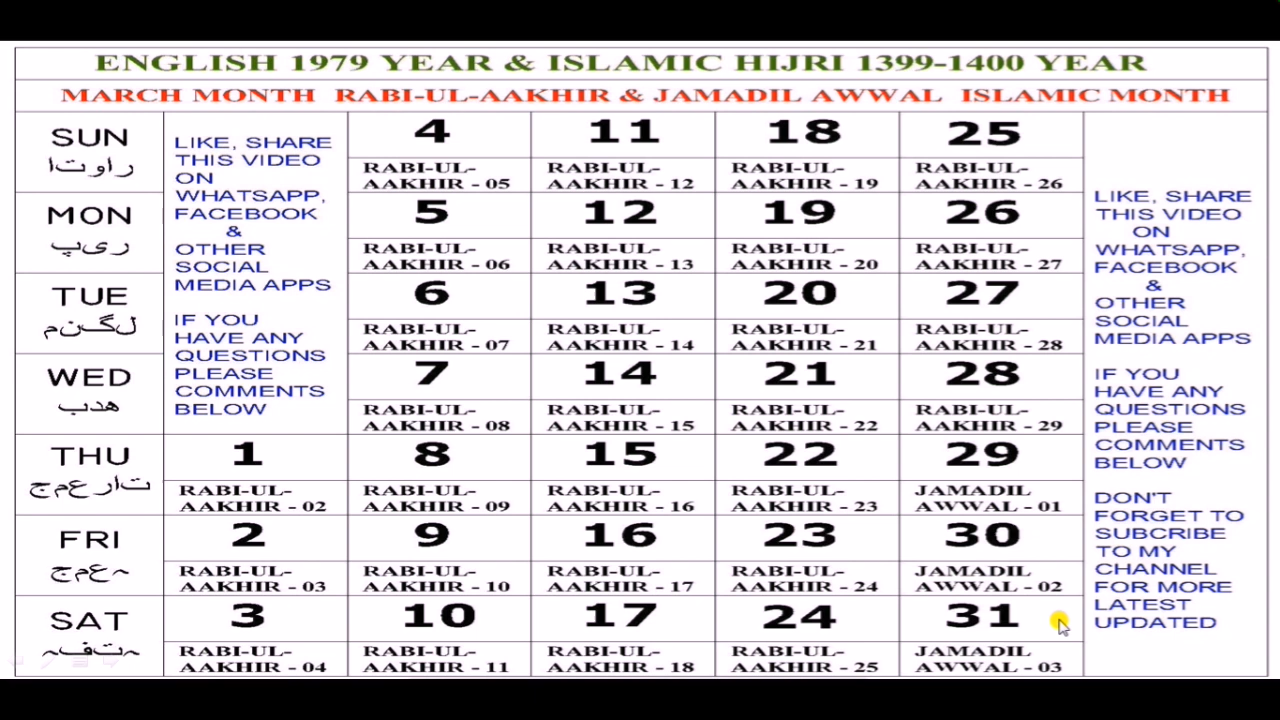 ENGLISH 1979 YEAR & ISLAMIC HIJRI 1399-1400 YEAR
MARCH MONTH RABI-UL-AAKHIR & JAMADIL AWWAL ISLAMIC MONTH
SUN 4 11 18 25
راوتا
RABI-UL- RABI-UL- RABI-UL- RABI-UL-
AAKHIR - 05 AAKHIR - 12 AAKHIR - 19 AAKHIR - 26
MON 5 12 19 26
ریپ
RABI-UL- RABI-UL- RABI-UL- RABI-UL-
AAKHIR - 06 AAKHIR - 13 AAKHIR - 20 AAKHIR - 27
TUE 6 13 20 27
لگنم
RABI-UL- RABI-UL- RABI-UL- RABI-UL-
AAKHIR - 07 AAKHIR - 14 AAKHIR - 21 AAKHIR - 28
WED 7 14 21 28
ھدب
RABI-UL- RABI-UL- RABI-UL- RABI-UL-
AAKHIR - 08 AAKHIR - 15 AAKHIR - 22 AAKHIR - 29
THU 1 8 15 22 29
تارعمج
RABI-UL- RABI-UL- RABI-UL- RABI-UL- JAMADIL
AAKHIR - 02 AAKHIR - 09 AAKHIR - 16 AAKHIR - 23 AWWAL - 01
FRI 2 9 16 23 30
ہعمج
RABI-UL- RABI-UL- RABI-UL- RABI-UL- JAMADIL
AAKHIR - 03 AAKHIR - 10 AAKHIR - 17 AAKHIR - 24 AWWAL - 02
SAT 3 10 17 24 31
ہتفہ
RABI-UL- RABI-UL- RABI-UL- RABI-UL- JAMADIL
AAKHIR - 04 AAKHIR - 11 AAKHIR - 18 AAKHIR - 25 AWWAL - 03
LIKE, SHARE
THIS VIDEO
ON
WHATSAPP,
FACEBOOK
&
OTHER
SOCIAL
MEDIA APPS
IF YOU
HAVE ANY
QUESTIONS
PLEASE
COMMENTS
BELOW
LIKE, SHARE
THIS VIDEO
ON
WHATSAPP,
FACEBOOK
&
OTHER
SOCIAL
MEDIA APPS
IF YOU
HAVE ANY
QUESTIONS
PLEASE
COMMENTS
BELOW
DON'T
FORGET TO
SUBCRIBE
TO MY
CHANNEL
FOR MORE
LATEST
UPDATED